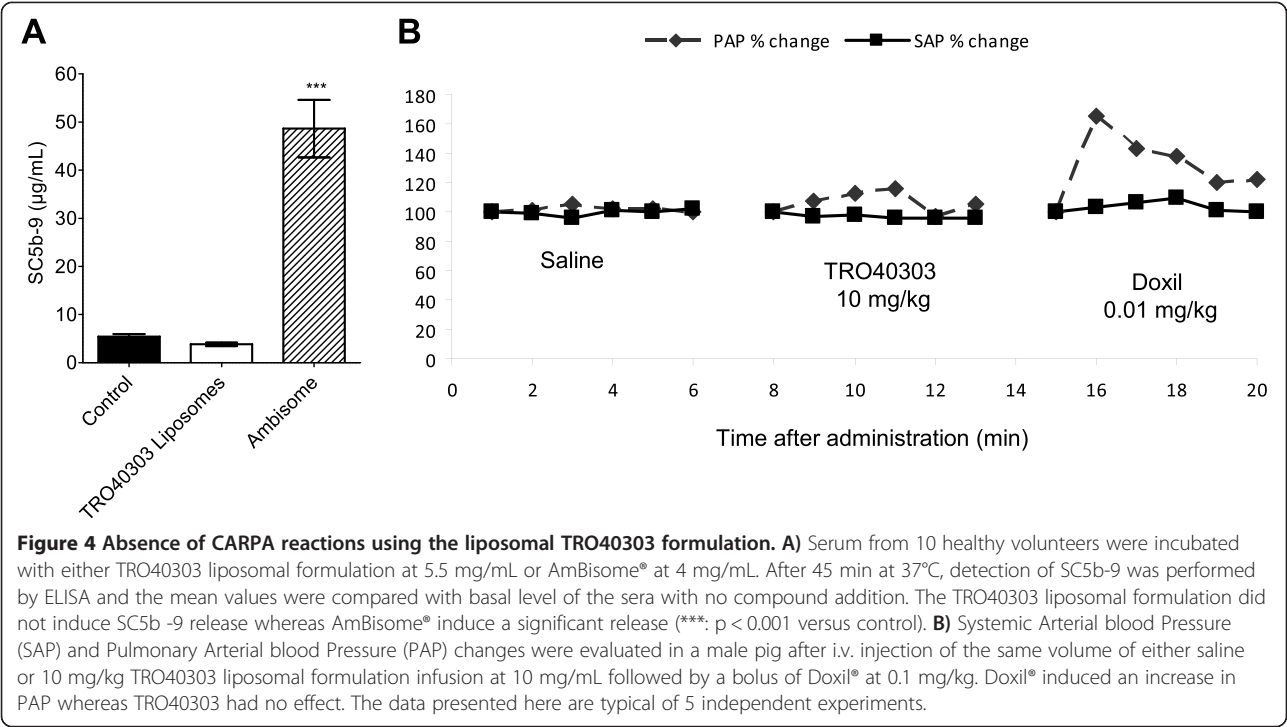 A
B
PAP % change SAP % change
SC5b-9 (µg/mL)
60
50
40
30
20
10
0
***
Control
TRO40303 Liposomes
Ambisome
180
160
140
120
100
80
60
40
20
0
Saline
TRO40303
10 mg/kg
Doxil
0.01 mg/kg
0 2 4 6 8 10 12 14 16 18 20
Time after administration (min)
Figure 4 Absence of CARPA reactions using the liposomal TRO40303 formulation. A) Serum from 10 healthy volunteers were incubated
with either TRO40303 liposomal formulation at 5.5 mg/mL or AmBisome® at 4 mg/mL. After 45 min at 37°C, detection of SC5b-9 was performed
by ELISA and the mean values were compared with basal level of the sera with no compound addition. The TRO40303 liposomal formulation did
not induce SC5b -9 release whereas AmBisome® induce a significant release (***: p < 0.001 versus control). B) Systemic Arterial blood Pressure
(SAP) and Pulmonary Arterial blood Pressure (PAP) changes were evaluated in a male pig after i.v. injection of the same volume of either saline
or 10 mg/kg TRO40303 liposomal formulation infusion at 10 mg/mL followed by a bolus of Doxil® at 0.1 mg/kg. Doxil® induced an increase in
PAP whereas TRO40303 had no effect. The data presented here are typical of 5 independent experiments.